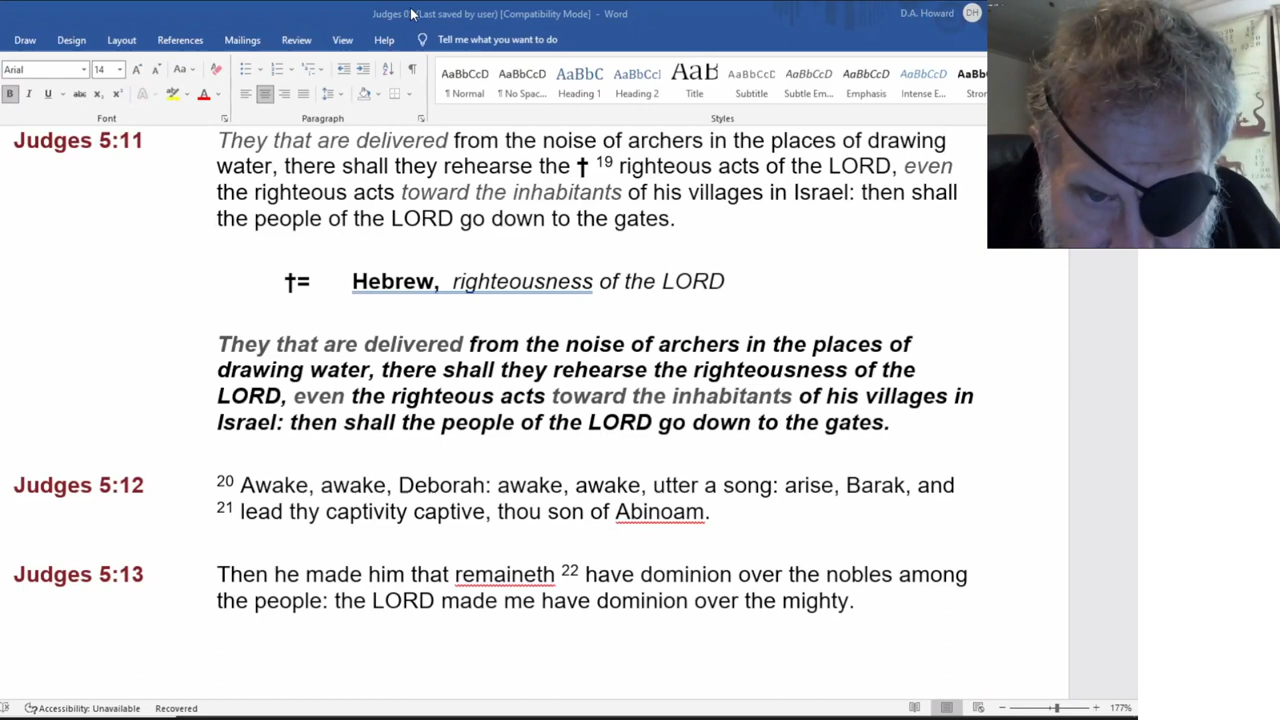 Judges 0 (Last saved by user) [Compatibility Mode] - Word
D.A. Howard DH
Draw Design Layout References Mailings Review View Help Tell me what you want to do
Arial 14 Aa
B I U abc x₂ x² A A
AaBbCcD AaBbCcD AaBbC AaBbCcI AaB AaBbCcD AaBbCcD AaBbCcD AaBbCcD AaBbC
¶ Normal ¶ No Spac... Heading 1 Heading 2 Title Subtitle Subtle Em... Emphasis Intense E... Stron
Font Paragraph Styles
Judges 5:11 They that are delivered from the noise of archers in the places of drawing
water, there shall they rehearse the † 19 righteous acts of the LORD, even
the righteous acts toward the inhabitants of his villages in Israel: then shall
the people of the LORD go down to the gates.
†= Hebrew, righteousness of the LORD
They that are delivered from the noise of archers in the places of
drawing water, there shall they rehearse the righteousness of the
LORD, even the righteous acts toward the inhabitants of his villages in
Israel: then shall the people of the LORD go down to the gates.
Judges 5:12 20 Awake, awake, Deborah: awake, awake, utter a song: arise, Barak, and
21 lead thy captivity captive, thou son of Abinoam.
Judges 5:13 Then he made him that remaineth 22 have dominion over the nobles among
the people: the LORD made me have dominion over the mighty.
Accessibility: Unavailable Recovered 177%